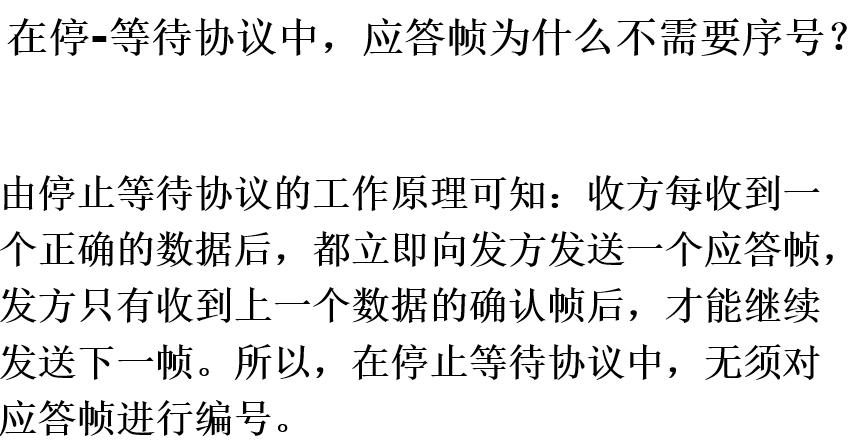 在停-等待协议中，应答帧为什么不需要序号？
由停止等待协议的工作原理可知：收方每收到一
个正确的数据后，都立即向发方发送一个应答帧，
发方只有收到上一个数据的确认帧后，才能继续
发送下一帧。所以，在停止等待协议中，无须对
应答帧进行编号。